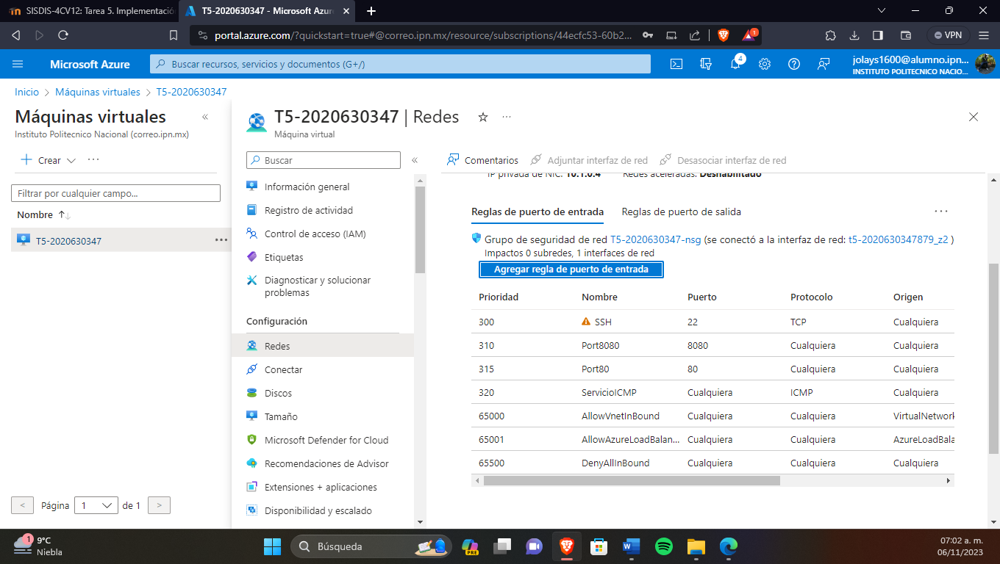 SISDIS-4CV12: Tarea 5. Implementació
T5-2020630347 - Microsoft Azure
portal.azure.com/?quickstart=true#@correo.ipn.mx/resource/subscriptions/44ecfc53-60b2...
1
VPN
Microsoft Azure
Buscar recursos, servicios y documentos (G+/)
4
jolays1600@alumno.ipn...
INSTITUTO POLITECNICO NACIO...
Inicio > Máquinas virtuales > T5-2020630347
Máquinas virtuales
Instituto Politecnico Nacional (correo.ipn.mx)
Crear
Filtrar por cualquier campo...
Nombre
T5-2020630347
Página 1 de 1
T5-2020630347 | Redes
Máquina virtual
Buscar
Información general
Registro de actividad
Control de acceso (IAM)
Etiquetas
Diagnosticar y solucionar
problemas
Configuración
Redes
Conectar
Discos
Tamaño
Microsoft Defender for Cloud
Recomendaciones de Advisor
Extensiones + aplicaciones
Disponibilidad y escalado
Comentarios Adjuntar interfaz de red Desasociar interfaz de red
IP privada de NIC: 10.1.0.4 Redes aceleradas: Deshabilitado
Reglas de puerto de entrada Reglas de puerto de salida
Grupo de seguridad de red T5-2020630347-nsg (se conectó a la interfaz de red: t5-2020630347879_z2 )
Impactos 0 subredes, 1 interfaces de red
Agregar regla de puerto de entrada
Prioridad Nombre Puerto Protocolo Origen
300 SSH 22 TCP Cualquiera
310 Port8080 8080 Cualquiera Cualquiera
315 Port80 80 Cualquiera Cualquiera
320 ServicioICMP Cualquiera ICMP Cualquiera
65000 AllowVnetInBound Cualquiera Cualquiera VirtualNetwork
65001 AllowAzureLoadBalan... Cualquiera Cualquiera AzureLoadBala
65500 DenyAllInBound Cualquiera Cualquiera Cualquiera
1
9°C
Niebla
Búsqueda
PRE
07:02 a. m.
06/11/2023